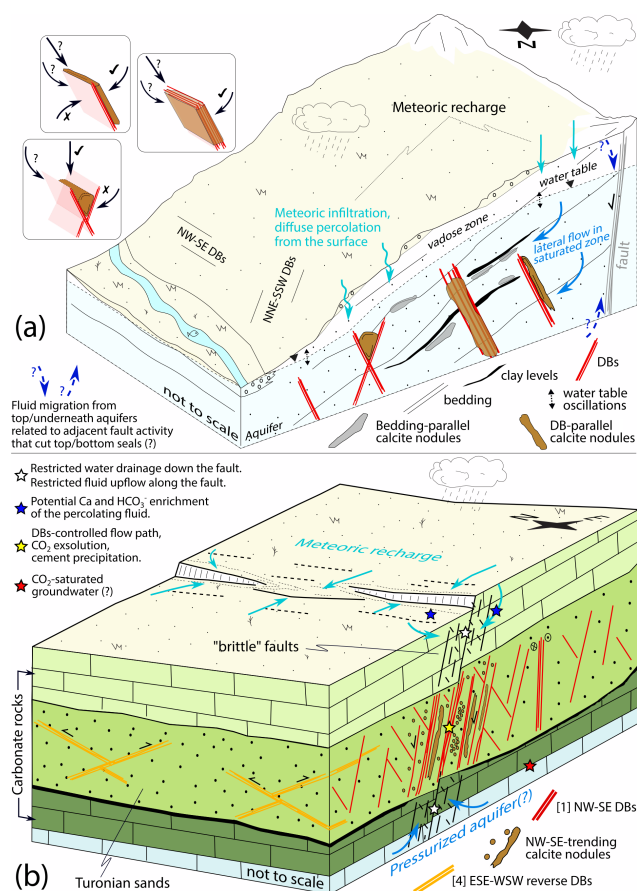 ?
?
✓
x
?
?
✓
✓
?
x
N
Meteoric recharge
?
water table
Meteoric infiltration,
diffuse percolation
from the surface
vadose zone
lateral flow in
saturated zone
fault
NW-SE DBs
NNE-SSW DBs
(a)
?
not to scale
Aquifer
DBs
clay levels
bedding
water table
oscillations
? ?
Fluid migration from
top/underneath aquifers
related to adjacent fault activity
that cut top/bottom seals (?)
Bedding-parallel
calcite nodules
DB-parallel
calcite nodules
Restricted water drainage down the fault.
Restricted fluid upflow along the fault.
Potential Ca and HCO3- enrichment
of the percolating fluid.
DBs-controlled flow path,
CO2 exsolution,
cement precipitation.
CO2-saturated
groundwater (?)
Meteoric recharge
"brittle" faults
Carbonate rocks
[1] NW-SE DBs
Pressurized aquifer(?)
NW-SE-trending
calcite nodules
(b)
Turonian sands
not to scale
[4] ESE-WSW reverse DBs